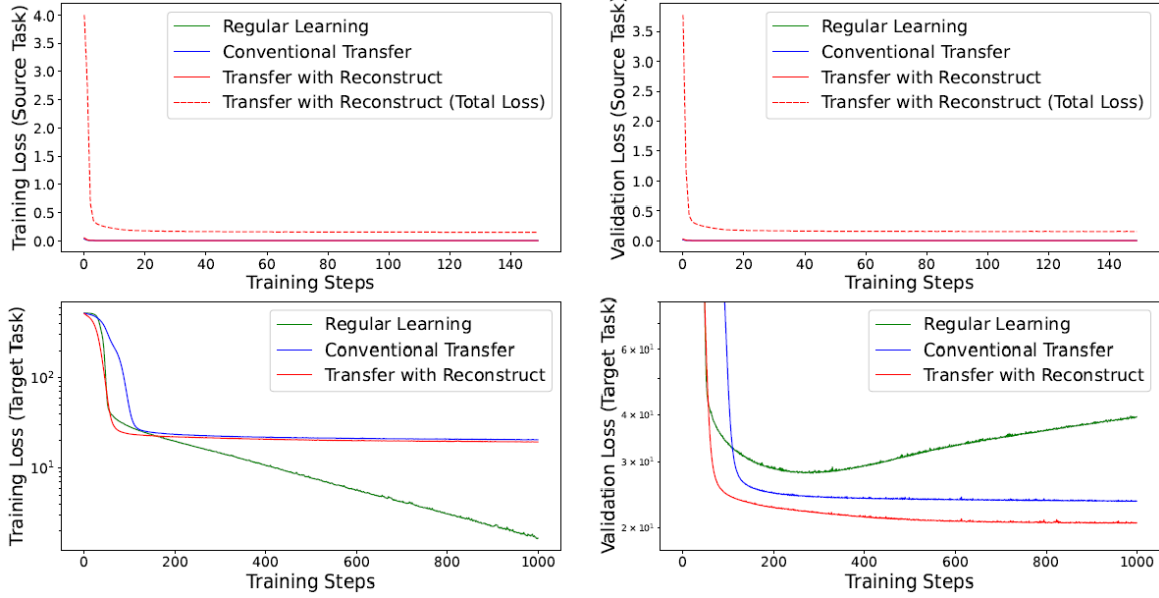 Training Loss (Source Task)
4.0
3.5
3.0
2.5
2.0
1.5
1.0
0.5
0.0
Regular Learning
Conventional Transfer
Transfer with Reconstruct
Transfer with Reconstruct (Total Loss)
0 20 40 60 80 100 120 140
Training Steps
Validation Loss (Source Task)
3.5
3.0
2.5
2.0
1.5
1.0
0.5
0.0
Regular Learning
Conventional Transfer
Transfer with Reconstruct
Transfer with Reconstruct (Total Loss)
0 20 40 60 80 100 120 140
Training Steps
Training Loss (Target Task)
10²
10¹
Regular Learning
Conventional Transfer
Transfer with Reconstruct
0 200 400 600 800 1000
Training Steps
Validation Loss (Target Task)
6 × 10¹
4 × 10¹
3 × 10¹
2 × 10¹
Regular Learning
Conventional Transfer
Transfer with Reconstruct
0 200 400 600 800 1000
Training Steps